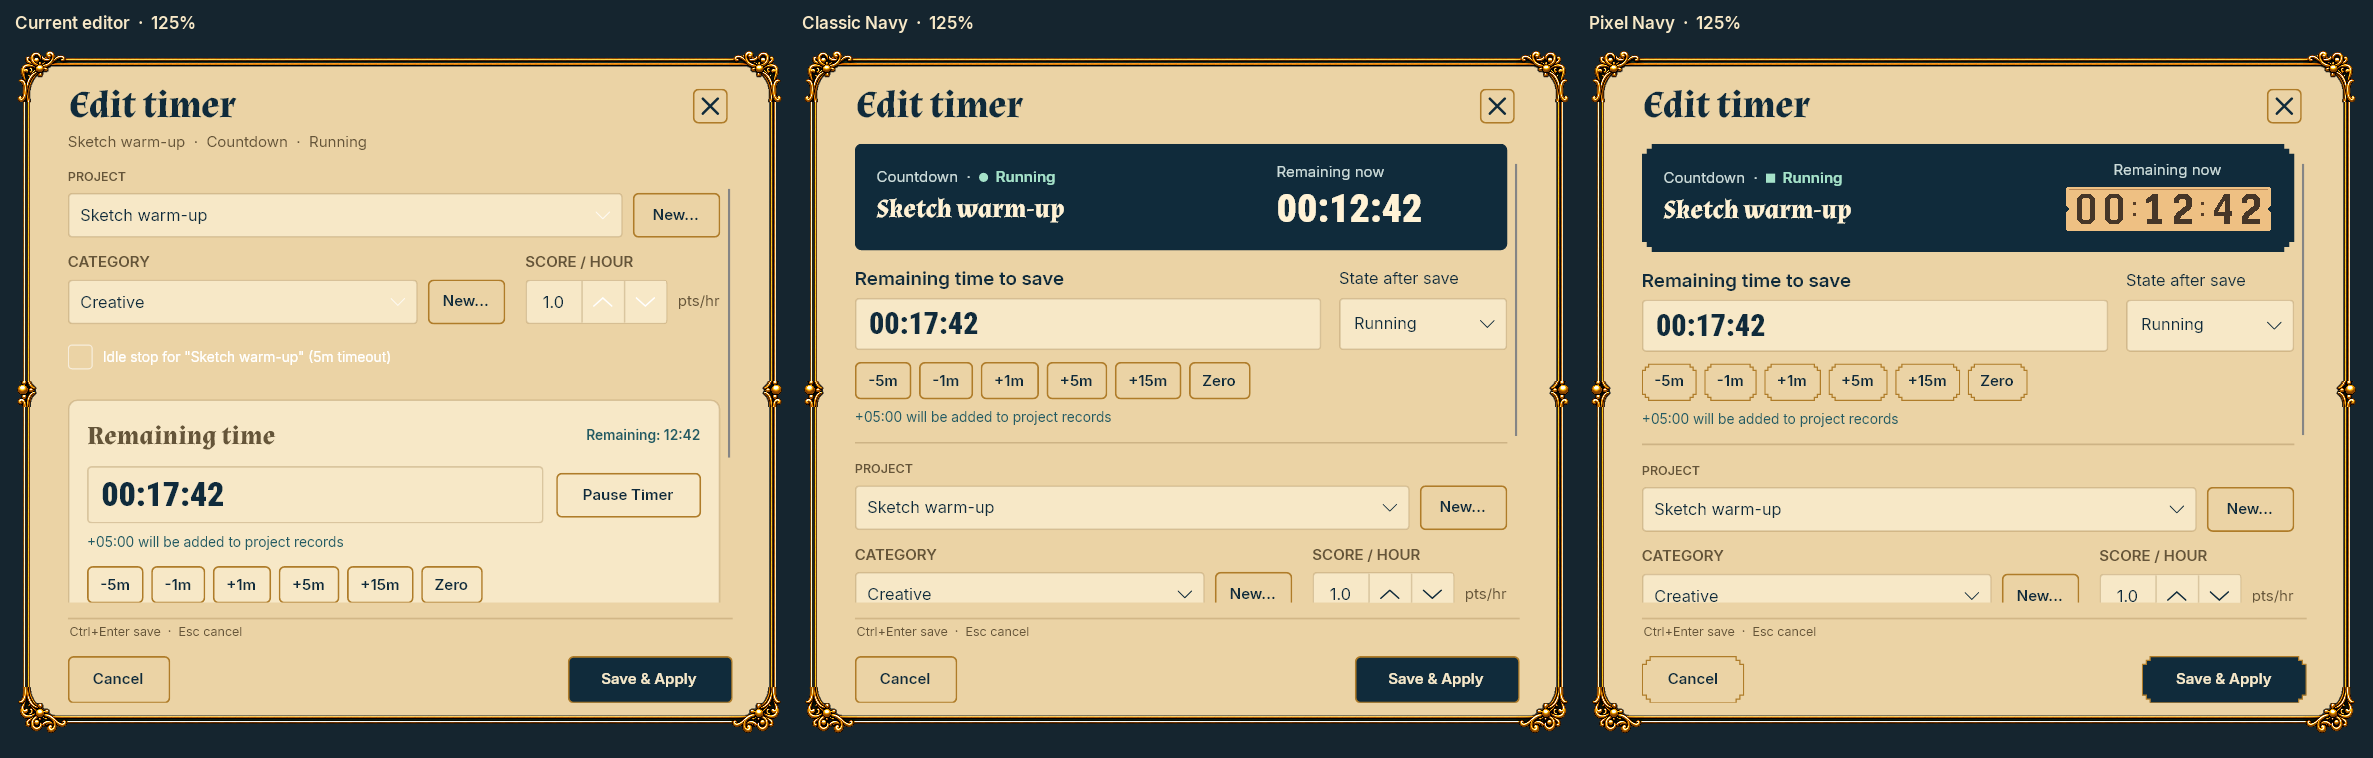 Current editor · 125%
Edit timer
Sketch warm-up · Countdown · Running
PROJECT
Sketch warm-up
New...
CATEGORY
SCORE / HOUR
Creative
New...
1.0
pts/hr
Idle stop for "Sketch warm-up" (5m timeout)
Remaining time
Remaining: 12:42
00:17:42
Pause Timer
+05:00 will be added to project records
-5m
-1m
+1m
+5m
+15m
Zero
Ctrl+Enter save · Esc cancel
Cancel
Save & Apply
Classic Navy · 125%
Edit timer
Countdown · Running
Sketch warm-up
Remaining now
00:12:42
Remaining time to save
State after save
00:17:42
Running
-5m
-1m
+1m
+5m
+15m
Zero
+05:00 will be added to project records
PROJECT
Sketch warm-up
New...
CATEGORY
SCORE / HOUR
Creative
New...
1.0
pts/hr
Ctrl+Enter save · Esc cancel
Cancel
Save & Apply
Pixel Navy · 125%
Edit timer
Countdown · Running
Sketch warm-up
Remaining now
00:12:42
Remaining time to save
State after save
00:17:42
Running
-5m
-1m
+1m
+5m
+15m
Zero
+05:00 will be added to project records
PROJECT
Sketch warm-up
New...
CATEGORY
SCORE / HOUR
Creative
New...
1.0
pts/hr
Ctrl+Enter save · Esc cancel
Cancel
Save & Apply